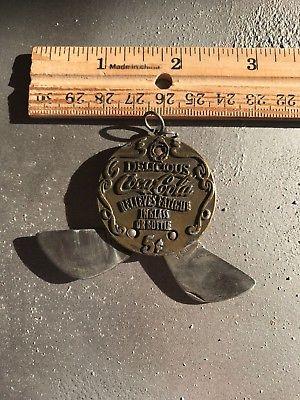 1 Made in china 2 3
30 29 28 27 26 25 24 23
DELICIOUS
Coca-Cola
RELIEVES FATIGUE
IN GLASS
OR BOTTLE
5¢